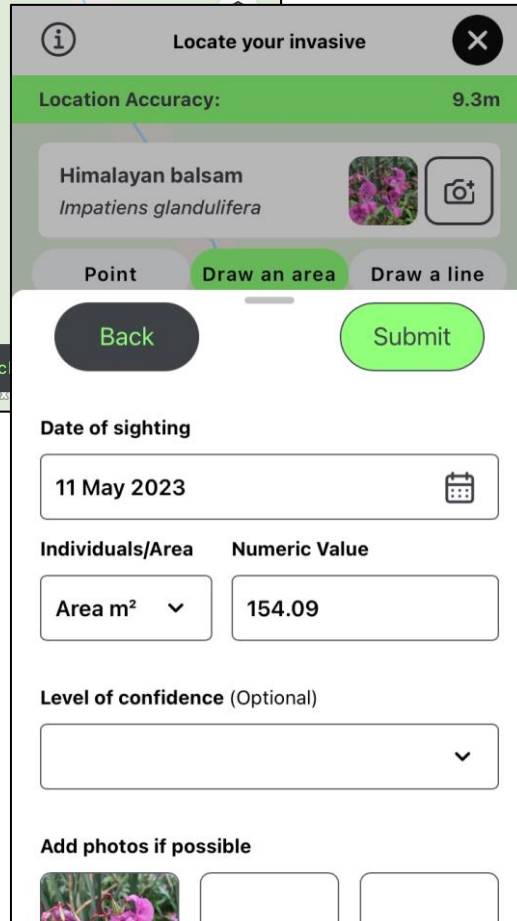 Locate your invasive
Location Accuracy: 9.3m
Himalayan balsam
Impatiens glandulifera
Point Draw an area Draw a line
Back Submit
Date of sighting
11 May 2023
Individuals/Area Numeric Value
Area m² 154.09
Level of confidence (Optional)
Add photos if possible